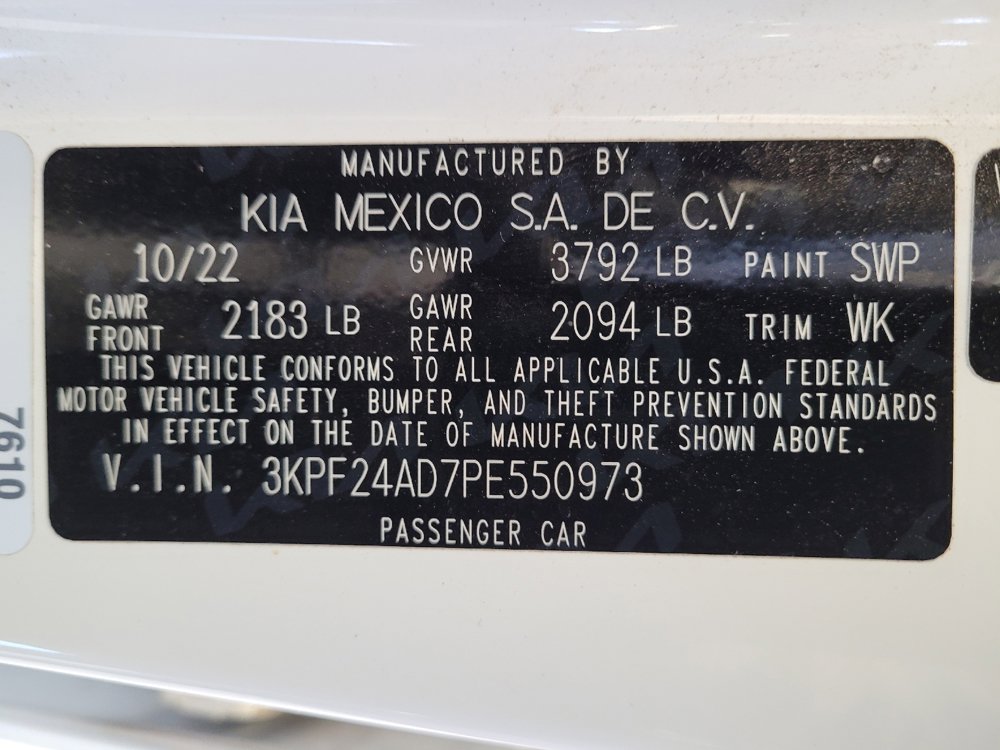 MANUFACTURED BY
KIA MEXICO S.A. DE C.V.
10/22 GVWR 3792 LB PAINT SWP
GAWR FRONT 2183 LB GAWR REAR 2094 LB TRIM WK
THIS VEHICLE CONFORMS TO ALL APPLICABLE U.S.A. FEDERAL
MOTOR VEHICLE SAFETY, BUMPER, AND THEFT PREVENTION STANDARDS
IN EFFECT ON THE DATE OF MANUFACTURE SHOWN ABOVE.
V.I.N. 3KPF24AD7PE550973
PASSENGER CAR
7610